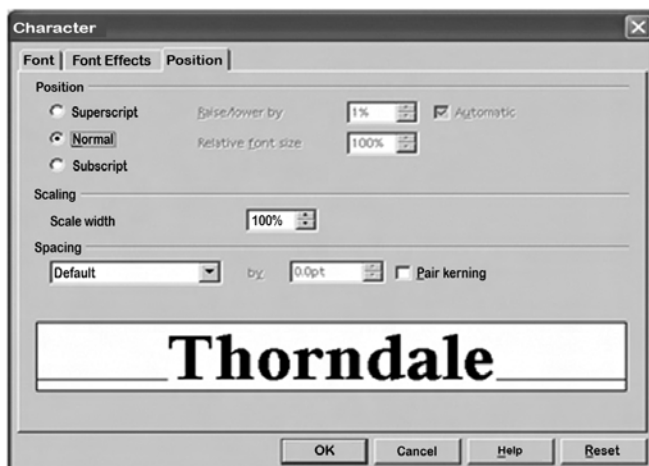 Character
Font Font Effects Position
Position
Superscript Raise/lower by 1% Automatic
Normal Relative font size 100%
Subscript
Scaling
Scale width 100%
Spacing
Default by 0.0pt Pair kerning
Thorndale
OK Cancel Help Reset